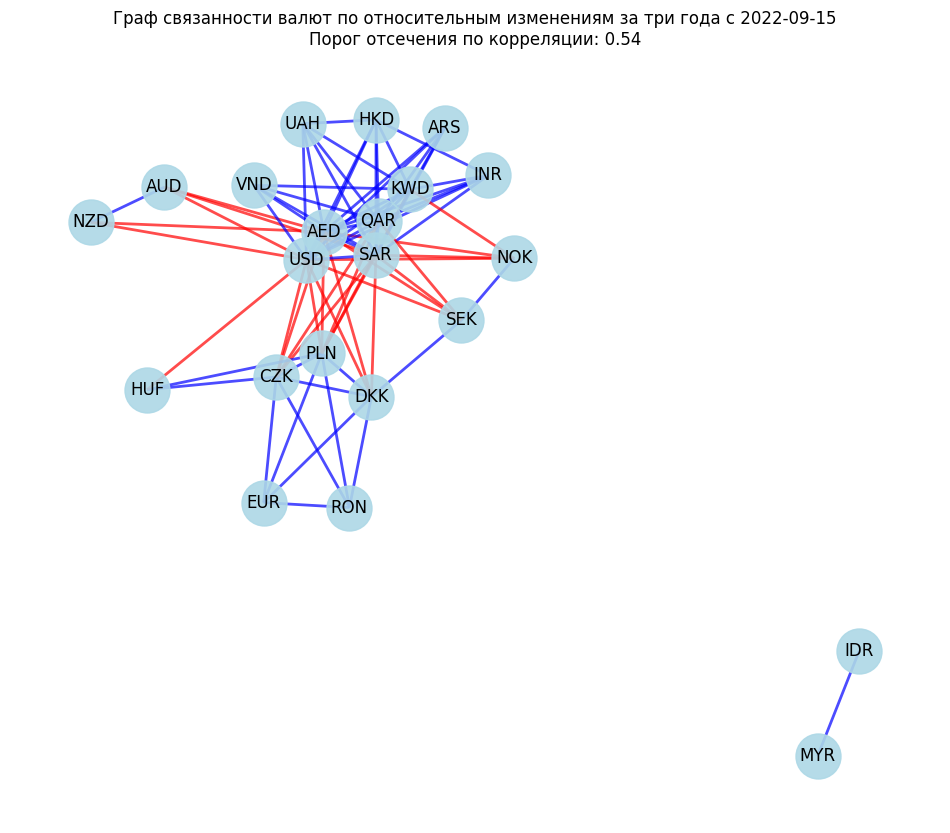 Граф связанности валют по относительным изменениям за три года с 2022-09-15
Порог отсечения по корреляции: 0.54
UAH
HKD
ARS
AUD
VND
KWD
INR
NZD
AED
QAR
USD
SAR
NOK
SEK
PLN
HUF
CZK
DKK
EUR
RON
IDR
MYR